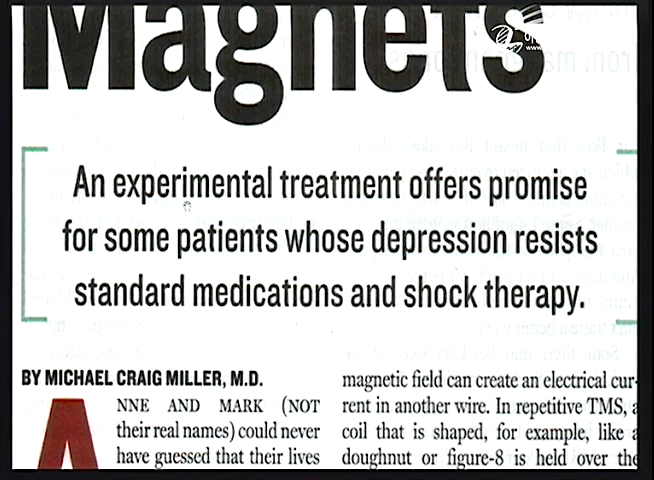 Magnets
An experimental treatment offers promise
for some patients whose depression resists
standard medications and shock therapy.
BY MICHAEL CRAIG MILLER, M.D.
ANNE AND MARK (NOT
their real names) could never
have guessed that their lives
magnetic field can create an electrical cur-
rent in another wire. In repetitive TMS, a
coil that is shaped, for example, like a
doughnut or figure-8 is held over the